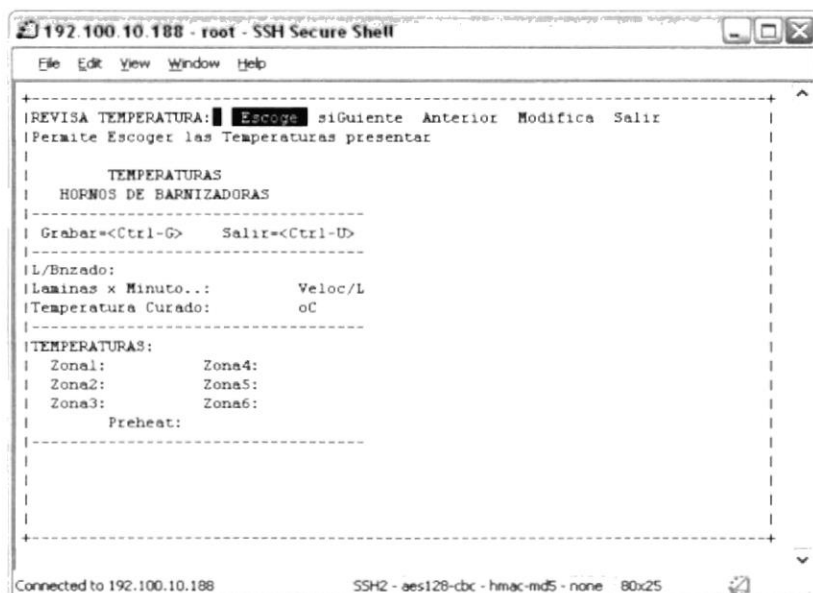 192.100.10.188 - root - SSH Secure Shell
File Edit View Window Help
REVISA TEMPERATURA: Escoge siGuiente Anterior Modifica Salir
Permite Escoger las Temperaturas presentar
TEMPERATURAS
HORNOS DE BARNIZADORAS
Grabar=<Ctrl-G> Salir=<Ctrl-U>
L/Bnzado:
Laminas x Minuto..: Veloc/L
Temperatura Curado: oC
TEMPERATURAS:
Zona1: Zona4:
Zona2: Zona5:
Zona3: Zona6:
Preheat:
Connected to 192.100.10.188 SSH2 - aes128-cbc - hmac-md5 - none 80x25